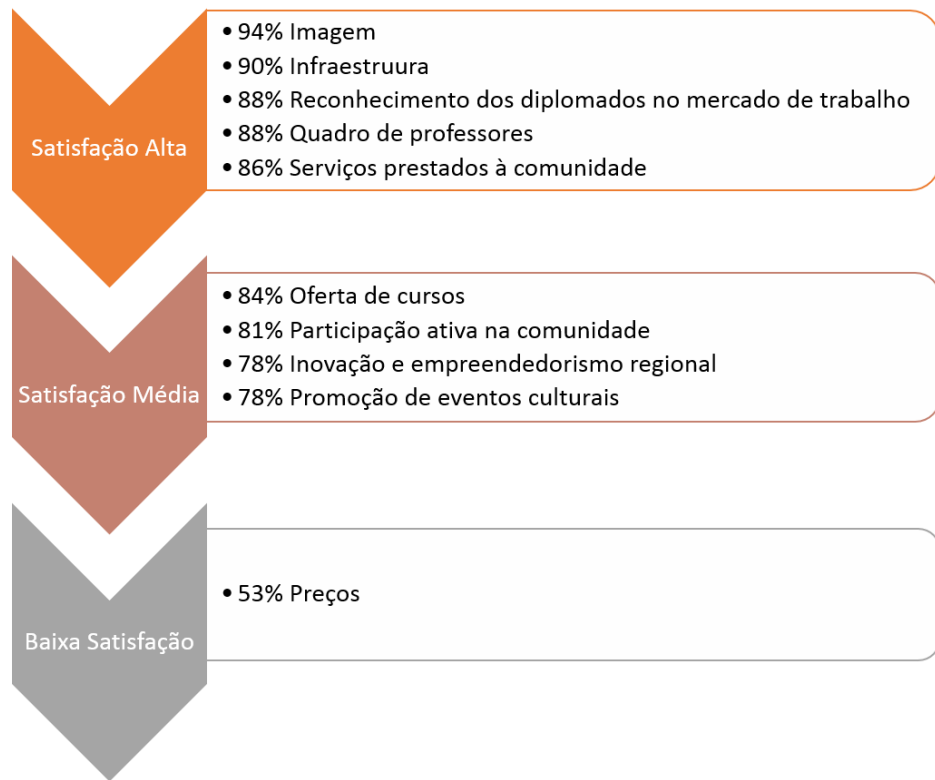 Satisfação Alta
• 94% Imagem
• 90% Infraestruura
• 88% Reconhecimento dos diplomados no mercado de trabalho
• 88% Quadro de professores
• 86% Serviços prestados à comunidade
Satisfação Média
• 84% Oferta de cursos
• 81% Participação ativa na comunidade
• 78% Inovação e empreendedorismo regional
• 78% Promoção de eventos culturais
Baixa Satisfação
• 53% Preços